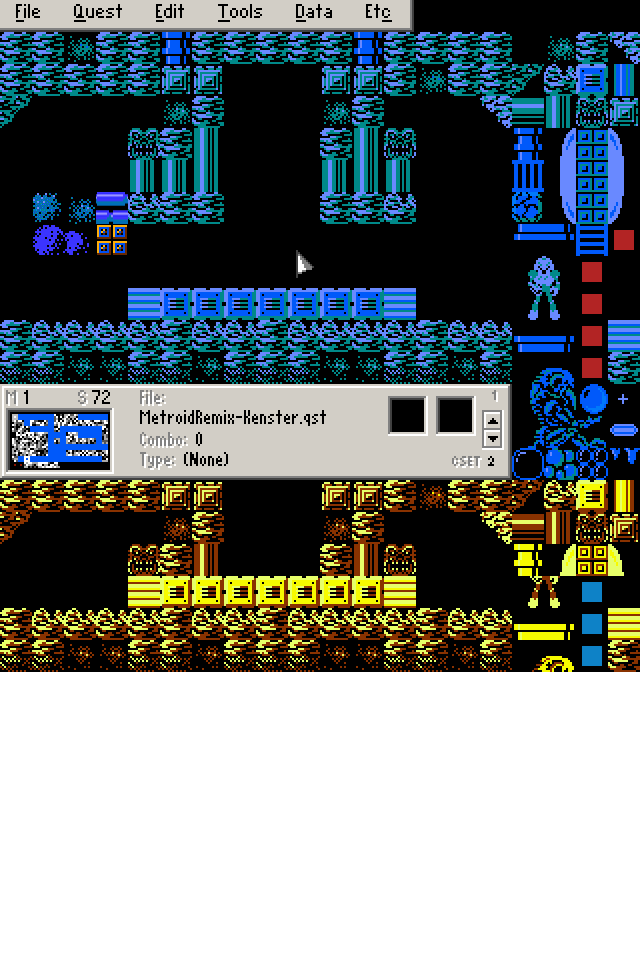 File Quest Edit Tools Data Etc
M 1 S 72 File: 1
MetroidRemix-Kenster.qst
Combo: 0
Type: (None) CSET 2